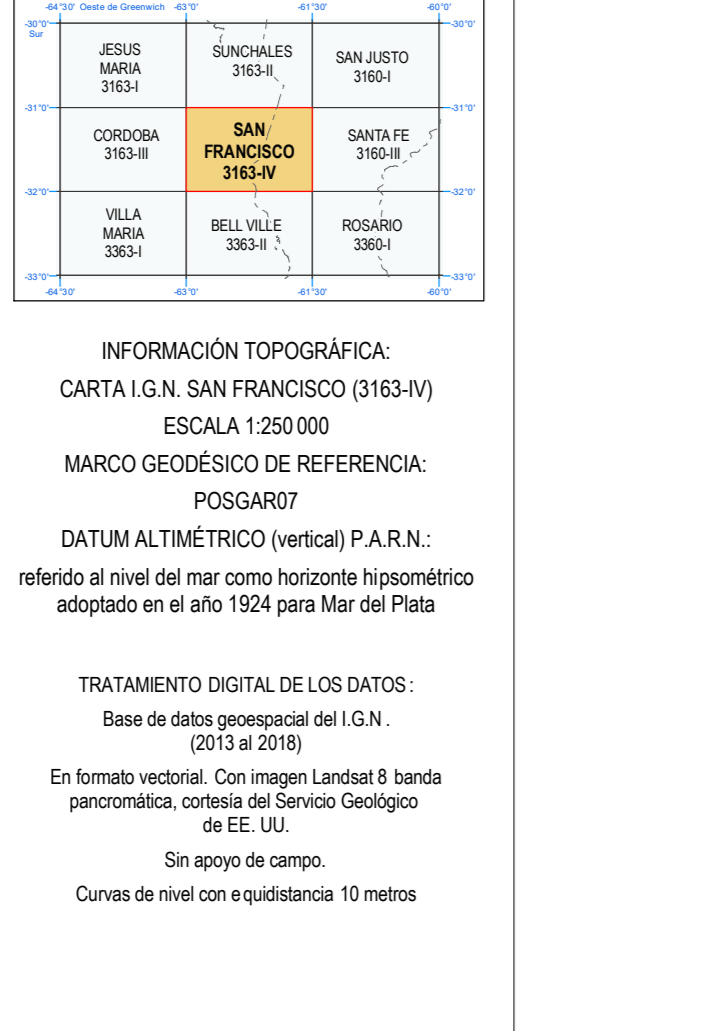 -64°30' Oeste de Greenwich -63°0' -61°30' -60°0'
-30°0' -30°0'
Sur
JESUS
MARIA
3163-I
SUNCHALES
3163-II
SAN JUSTO
3160-I
-31°0' -31°0'
CORDOBA
3163-III
SAN
FRANCISCO
3163-IV
SANTA FE
3160-III
-32°0' -32°0'
VILLA
MARIA
3363-I
BELL VILLE
3363-II
ROSARIO
3360-I
-33°0' -33°0'
-64°30' -63°0' -61°30' -60°0'
INFORMACIÓN TOPOGRÁFICA:
CARTA I.G.N. SAN FRANCISCO (3163-IV)
ESCALA 1:250 000
MARCO GEODÉSICO DE REFERENCIA:
POSGAR07
DATUM ALTIMÉTRICO (vertical) P.A.R.N.:
referido al nivel del mar como horizonte hipsométrico
adoptado en el año 1924 para Mar del Plata
TRATAMIENTO DIGITAL DE LOS DATOS :
Base de datos geoespacial del I.G.N .
(2013 al 2018)
En formato vectorial. Con imagen Landsat 8 banda
pancromática, cortesía del Servicio Geológico
de EE. UU.
Sin apoyo de campo.
Curvas de nivel con equidistancia 10 metros